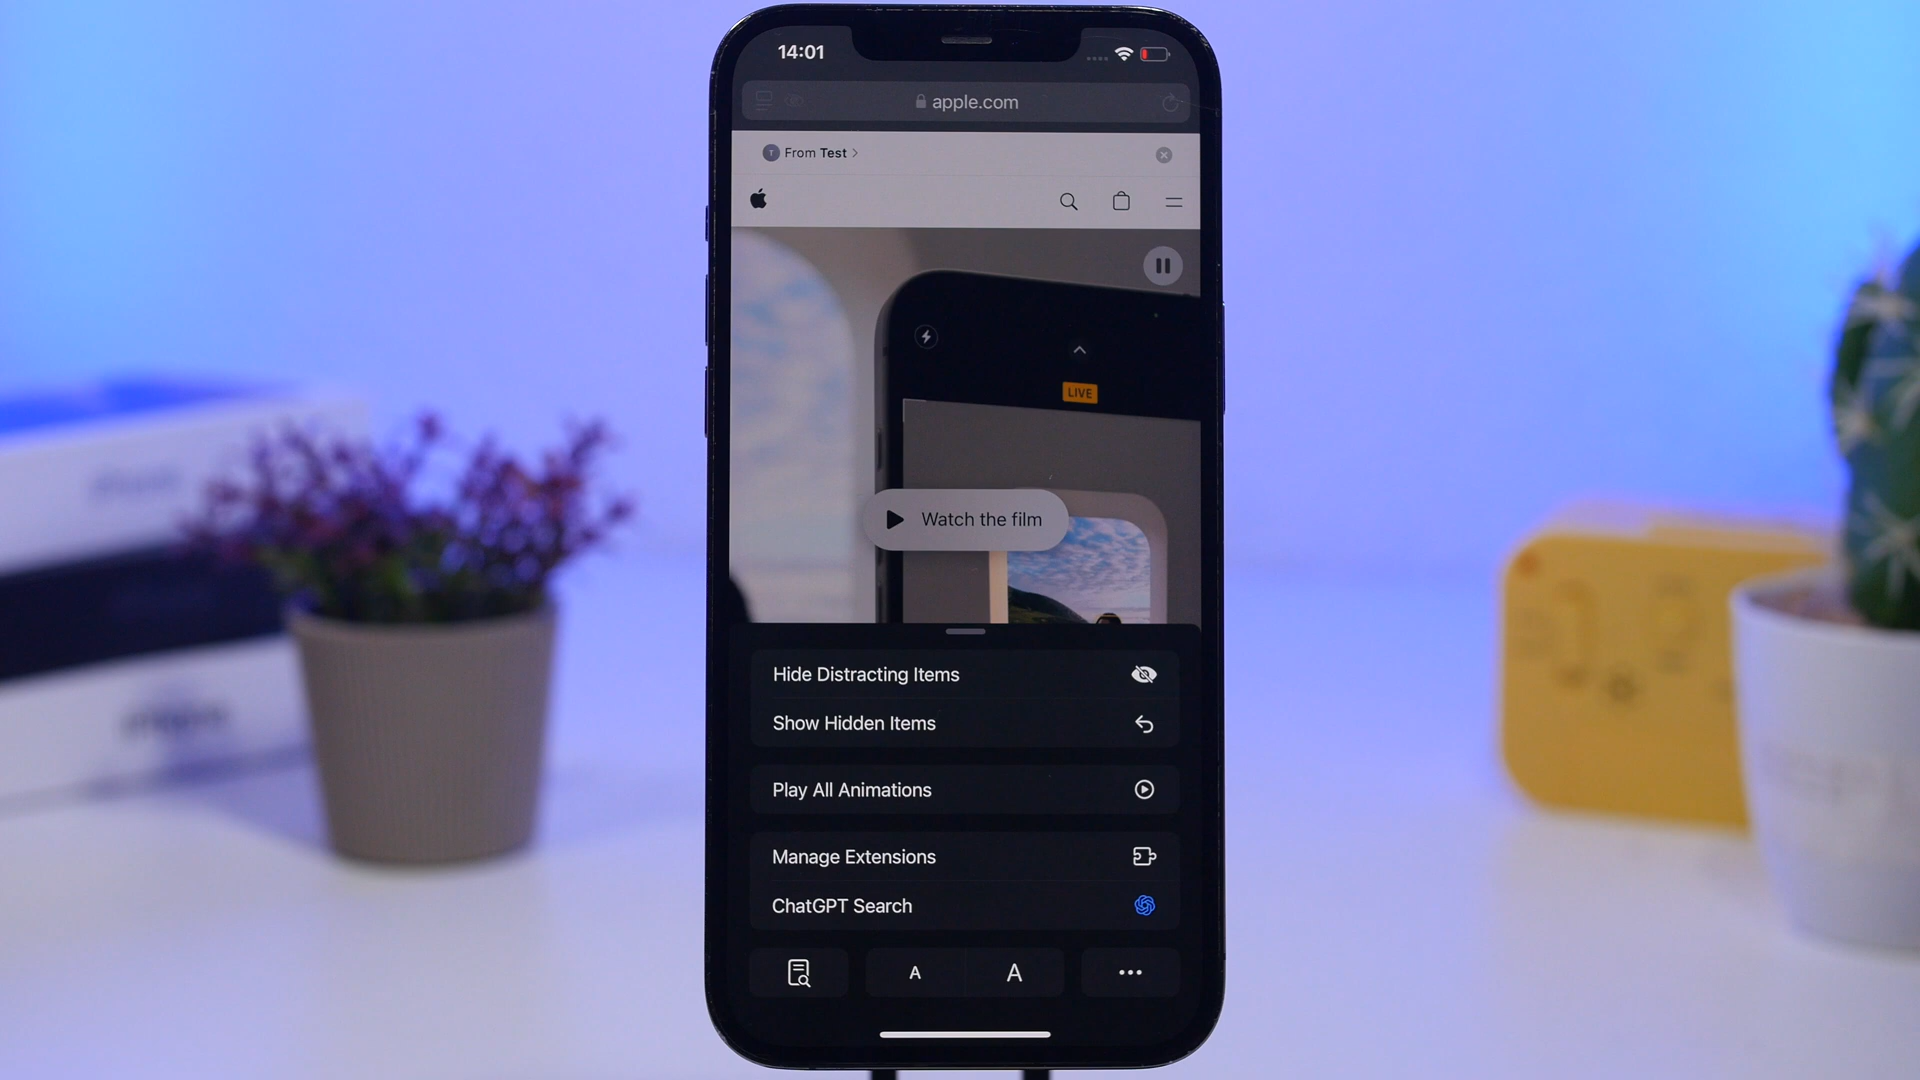 14:01
apple.com
From Test >
LIVE
Watch the film
Hide Distracting Items
Show Hidden Items
Play All Animations
Manage Extensions
ChatGPT Search
A A